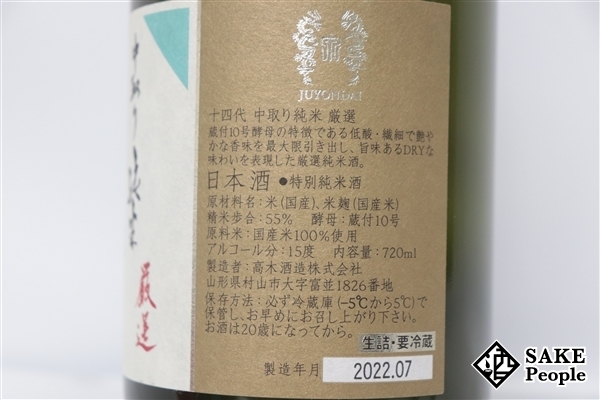 JUYONDAI
十四代 中取り純米 厳選
蔵付10号酵母の特徴である低酸・繊細で艶や
かな香味を最大限引き出し、旨味あるDRYな
味わいを表現した厳選純米酒。
日本酒 ●特別純米酒
原材料名：米(国産)、米麹(国産米)
精米歩合：55% 酵母：蔵付10号
原料米：国産米100%使用
アルコール分：15度 内容量：720ml
製造者：高木酒造株式会社
山形県村山市大字富並1826番地
保存方法：必ず冷蔵庫(-5℃から5℃)で
保管し、お早めにお召し上がり下さい。
お酒は20歳になってから。
生詰・要冷蔵
製造年月 2022.07
中取り純米
厳選
SAKE
People